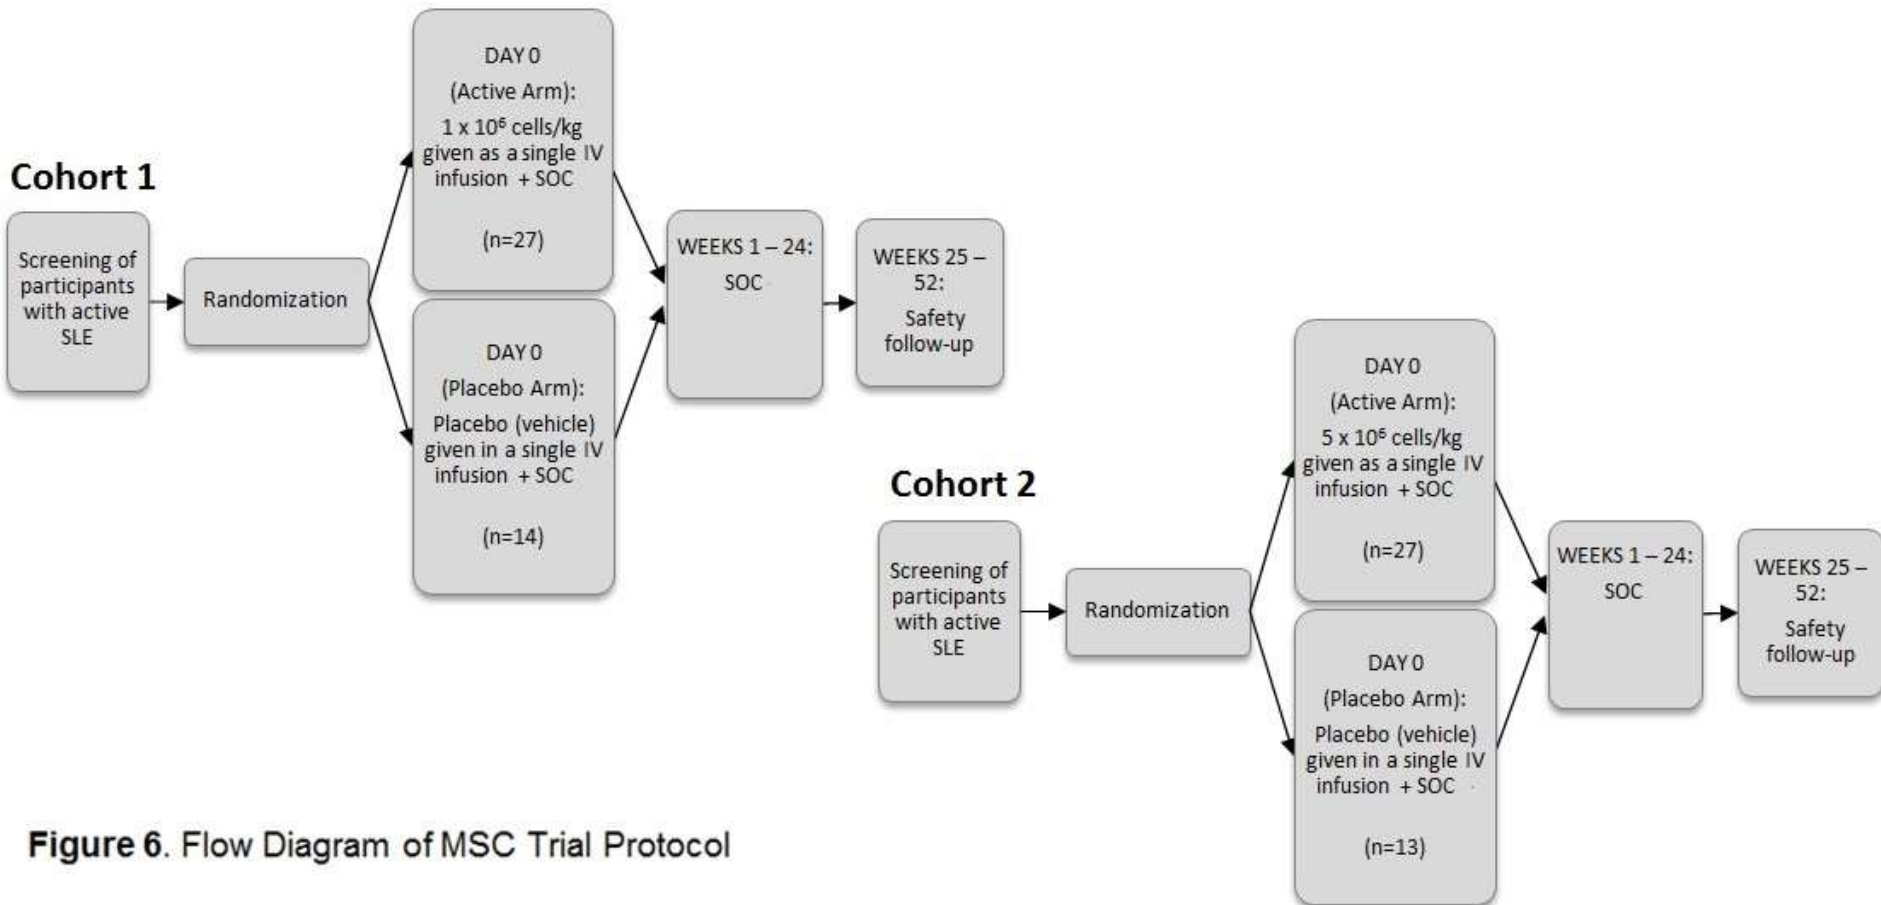 Cohort 1
Screening of
participants
with active
SLE
Randomization
DAY 0
(Active Arm):
1 x 10⁶ cells/kg
given as a single IV
infusion + SOC
(n=27)
DAY 0
(Placebo Arm):
Placebo (vehicle)
given in a single IV
infusion + SOC
(n=14)
WEEKS 1 – 24:
SOC
WEEKS 25 –
52:
Safety
follow-up
Cohort 2
Screening of
participants
with active
SLE
Randomization
DAY 0
(Active Arm):
5 x 10⁶ cells/kg
given as a single IV
infusion + SOC
(n=27)
DAY 0
(Placebo Arm):
Placebo (vehicle)
given in a single IV
infusion + SOC
(n=13)
WEEKS 1 – 24:
SOC
WEEKS 25 –
52:
Safety
follow-up
Figure 6. Flow Diagram of MSC Trial Protocol